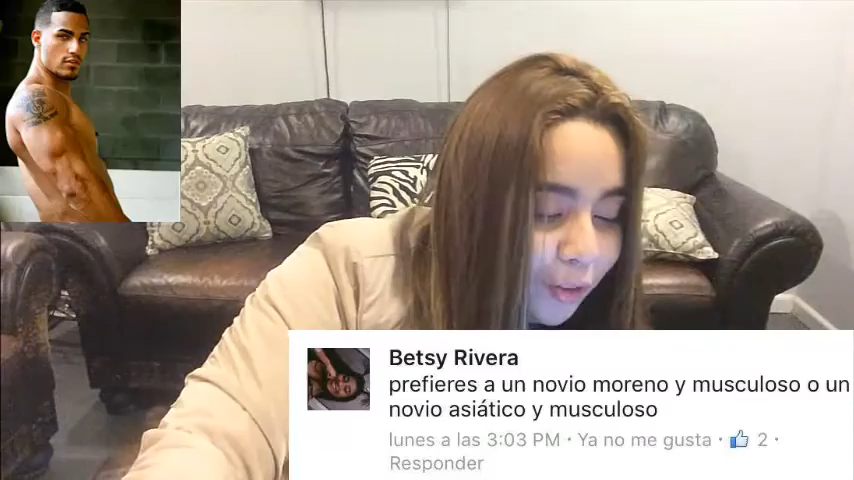 Betsy Rivera
prefieres a un novio moreno y musculoso o un
novio asiático y musculoso
lunes a las 3:03 PM · Ya no me gusta · 2 ·
Responder